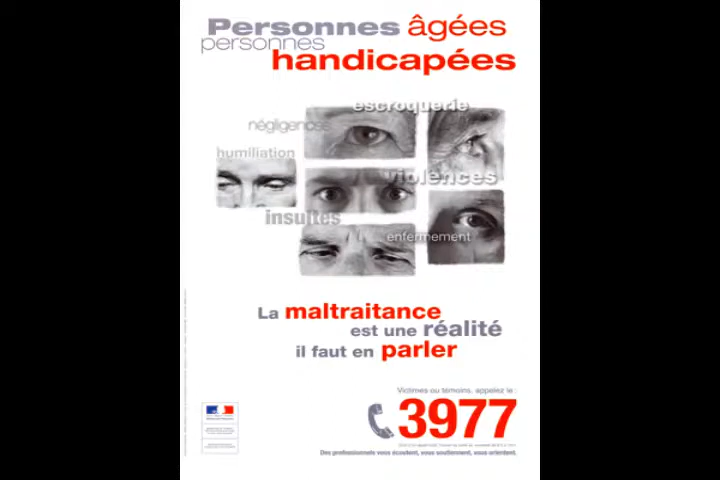 Personnes âgées
personnes
handicapées
escroquerie
négligences
humiliation
violences
insultes
enfermement
La maltraitance
est une réalité
il faut en parler
Victimes ou témoins, appelez le :
3977
Des professionnels vous écoutent, vous soutiennent, vous orientent.